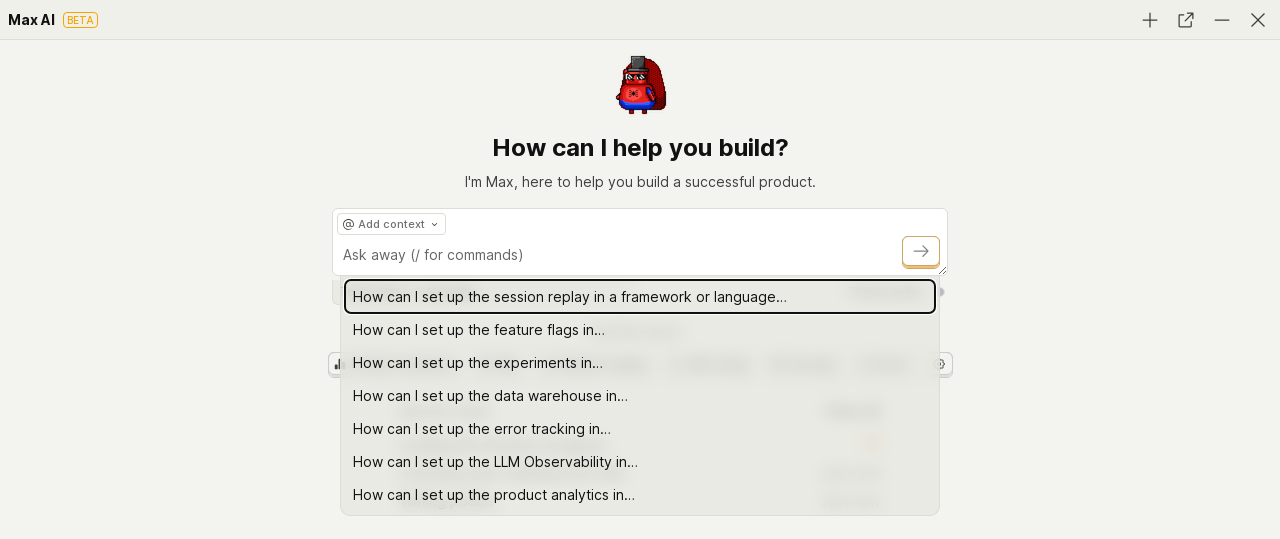 Max AI BETA
How can I help you build?
I'm Max, here to help you build a successful product.
@ Add context
Ask away (/ for commands)
How can I set up the session replay in a framework or language…
How can I set up the feature flags in…
How can I set up the experiments in…
How can I set up the data warehouse in…
How can I set up the error tracking in…
How can I set up the LLM Observability in…
How can I set up the product analytics in…